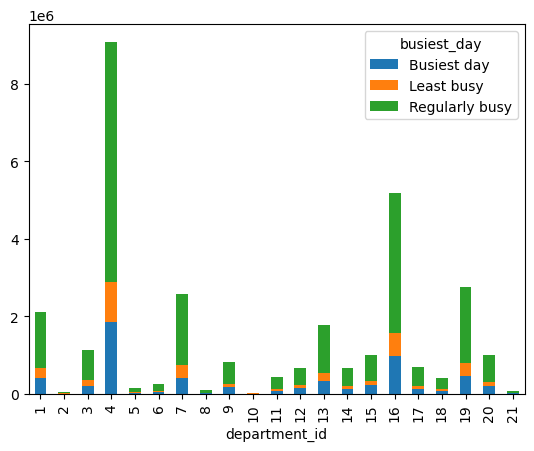 1e6
busiest_day
Busiest day
Least busy
Regularly busy
8
6
4
2
0
1 2 3 4 5 6 7 8 9 10 11 12 13 14 15 16 17 18 19 20 21
department_id